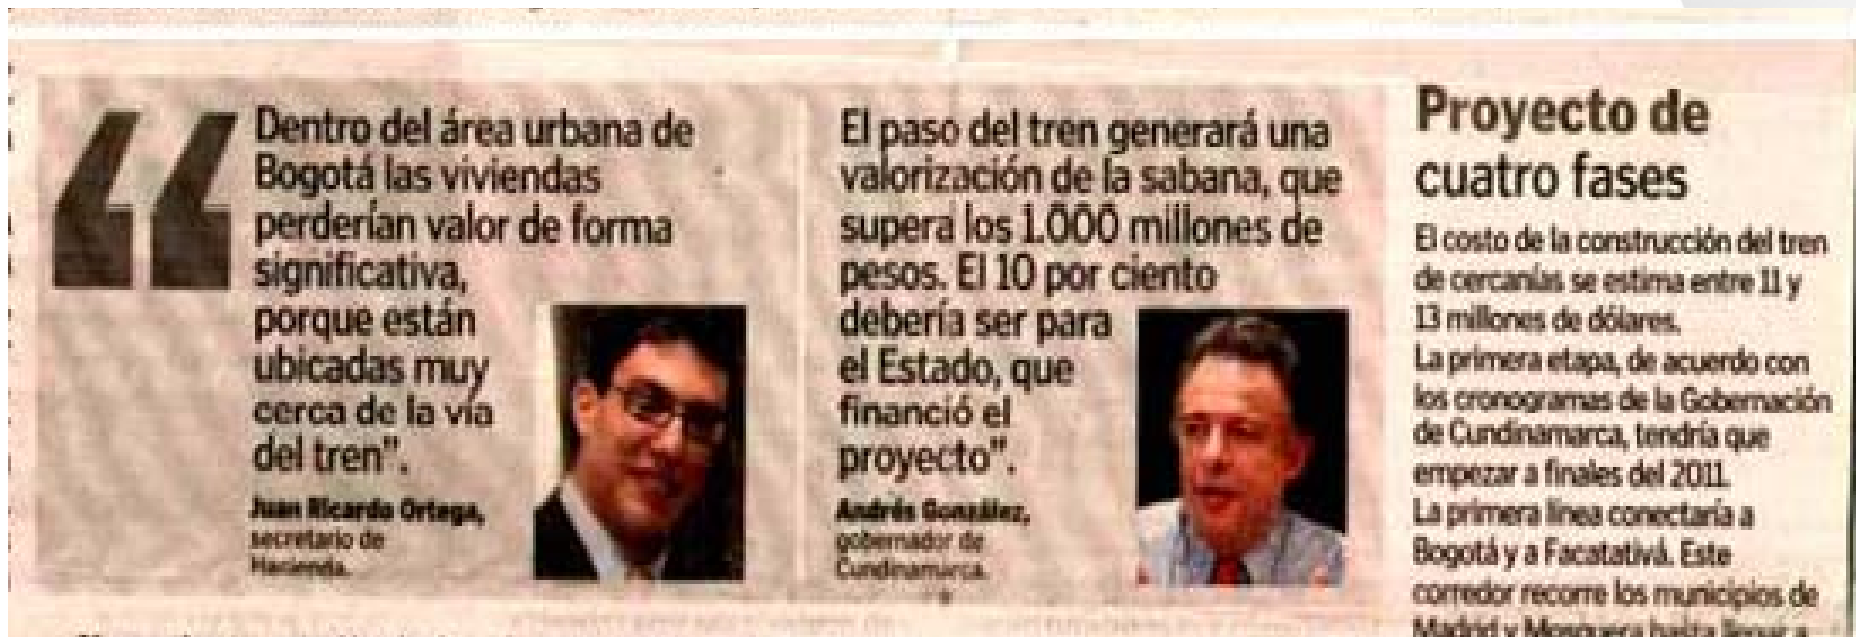 “
Dentro del área urbana de
Bogotá las viviendas
perderían valor de forma
significativa,
porque están
ubicadas muy
cerca de la vía
del tren".
Juan Ricardo Ortega,
secretario de
Hacienda.
El paso del tren generará una
valorización de la sabana, que
supera los 1.000 millones de
pesos. El 10 por ciento
debería ser para
el Estado, que
financió el
proyecto".
Andrés González,
gobernador de
Cundinamarca.
Proyecto de
cuatro fases
El costo de la construcción del tren
de cercanías se estima entre 11 y
13 millones de dólares.
La primera etapa, de acuerdo con
los cronogramas de la Gobernación
de Cundinamarca, tendría que
empezar a finales del 2011.
La primera línea conectaría a
Bogotá y a Facatativá. Este
corredor recorre los municipios de
Madrid y Mosquera hasta llegar a